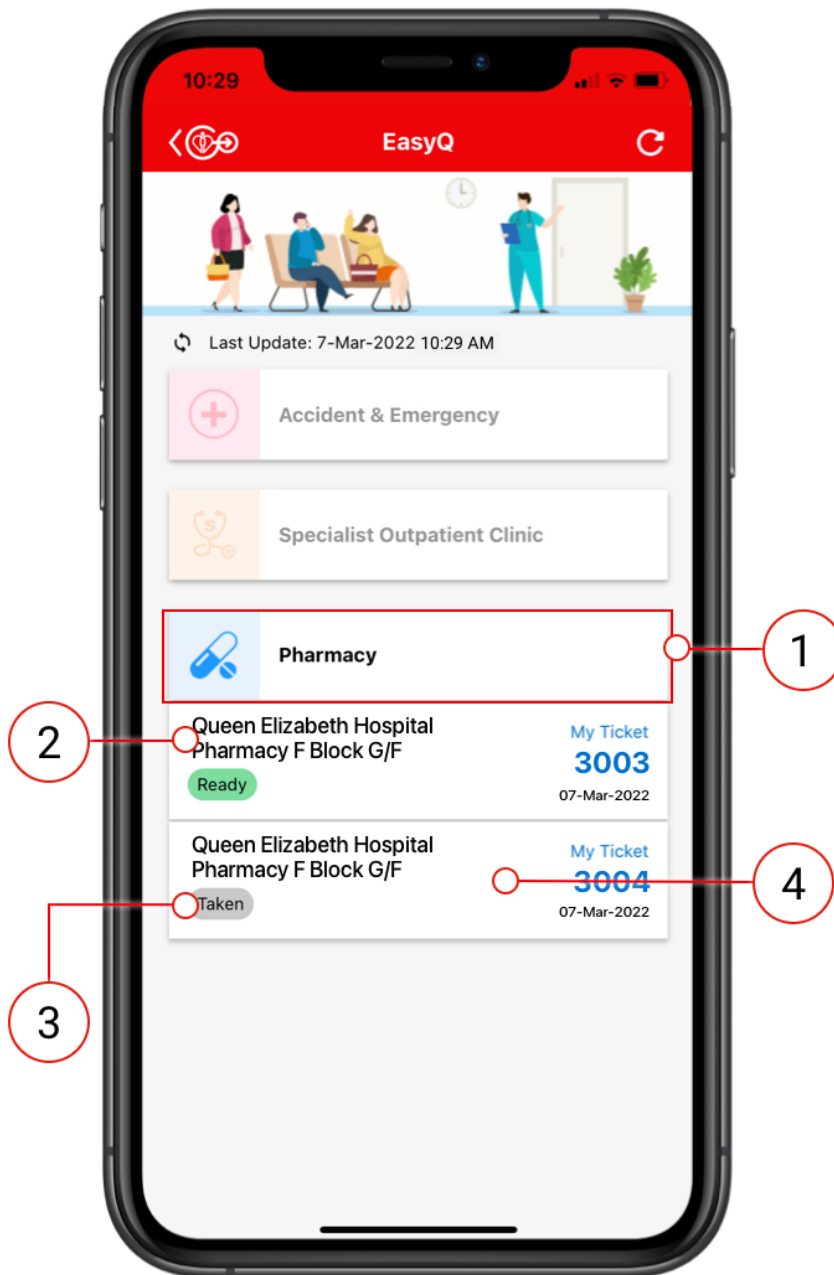 10:29
EasyQ
Last Update: 7-Mar-2022 10:29 AM
Accident & Emergency
S
Specialist Outpatient Clinic
Pharmacy
1
2
Queen Elizabeth Hospital
Pharmacy F Block G/F
Ready
My Ticket
3003
07-Mar-2022
Queen Elizabeth Hospital
Pharmacy F Block G/F
Taken
My Ticket
3004
07-Mar-2022
4
3